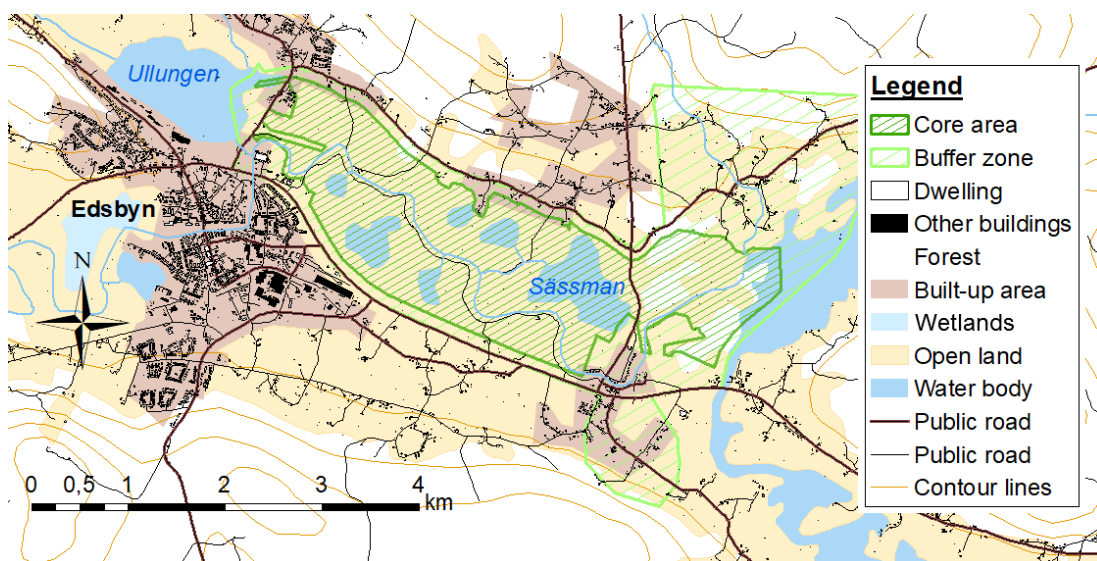 Ullungen
Edsbyn
N
Sässman
0 0,5 1 2 3 4
km
Legend
Core area
Buffer zone
Dwelling
Other buildings
Forest
Built-up area
Wetlands
Open land
Water body
Public road
Public road
Contour lines